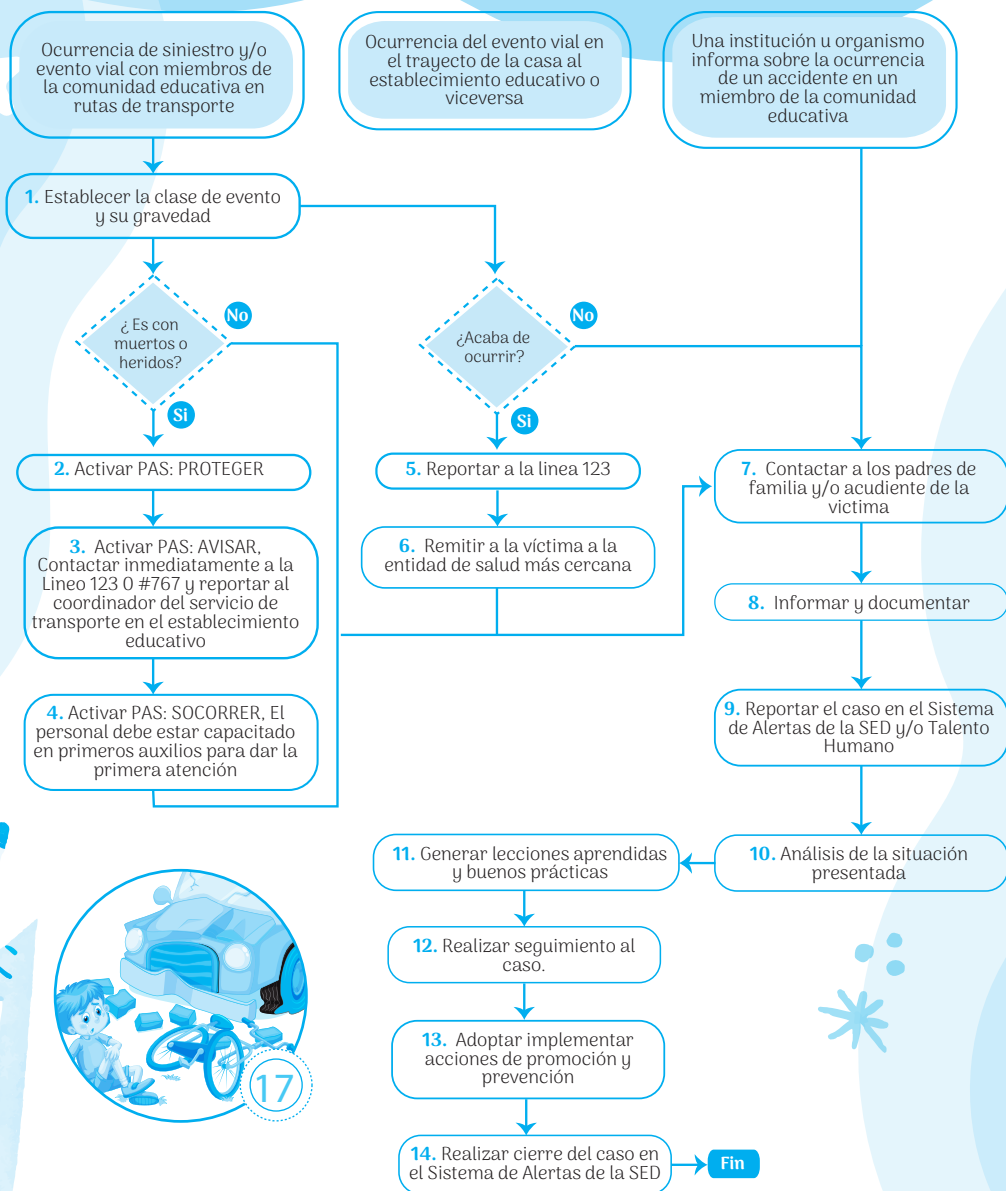 Ocurrencia de siniestro y/o
evento vial con miembros de
la comunidad educativa en
rutas de transporte
Ocurrencia del evento vial en
el trayecto de la casa al
establecimiento educativo o
viceversa
Una institución u organismo
informa sobre la ocurrencia
de un accidente en un
miembro de la comunidad
educativa
1. Establecer la clase de evento
y su gravedad
¿ Es con
muertos o
heridos?
No
Si
¿Acaba de
ocurrir?
No
Si
2. Activar PAS: PROTEGER
3. Activar PAS: AVISAR,
Contactar inmediatamente a la
Lineo 123 0 #767 y reportar al
coordinador del servicio de
transporte en el establecimiento
educativo
4. Activar PAS: SOCORRER, El
personal debe estar capacitado
en primeros auxilios para dar la
primera atención
5. Reportar a la linea 123
6. Remitir a la víctima a la
entidad de salud más cercana
7. Contactar a los padres de
familia y/o acudiente de la
victima
8. Informar y documentar
9. Reportar el caso en el Sistema
de Alertas de la SED y/o Talento
Humano
10. Análisis de la situación
presentada
11. Generar lecciones aprendidas
y buenos prácticas
12. Realizar seguimiento al
caso.
13. Adoptar implementar
acciones de promoción y
prevención
14. Realizar cierre del caso en
el Sistema de Alertas de la SED
Fin
17